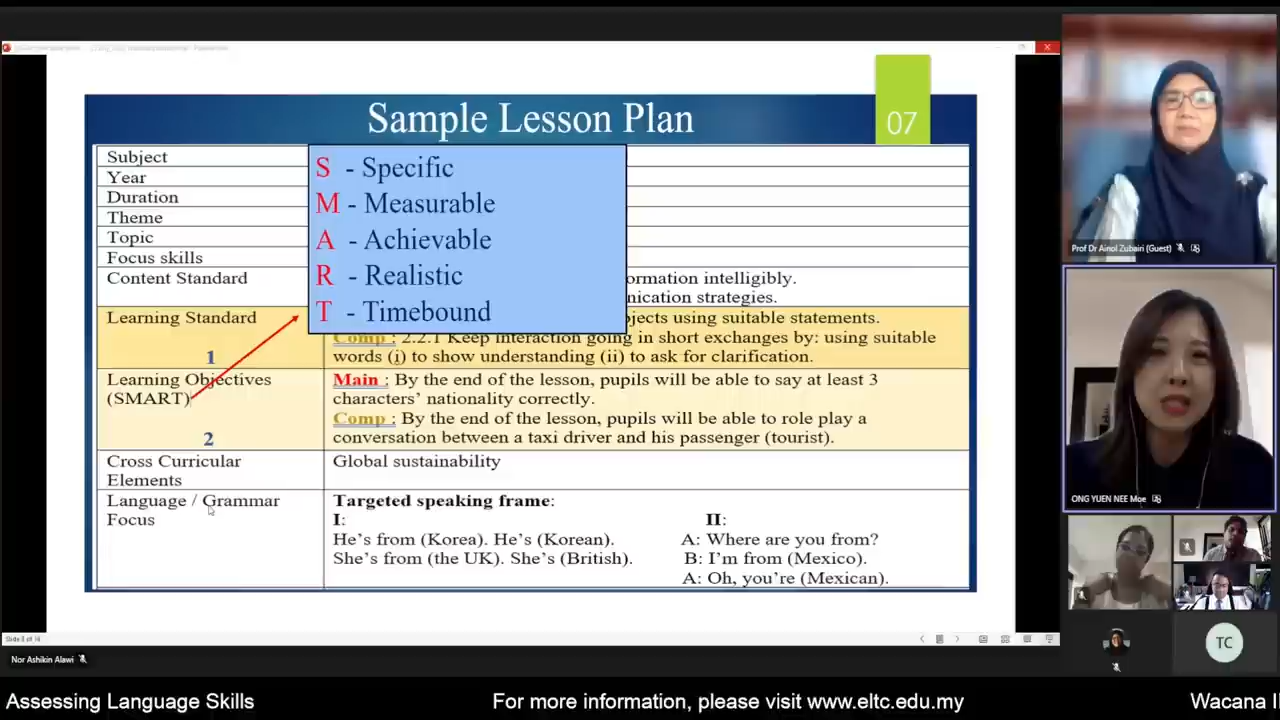 Sample Lesson Plan
07
Subject
Year
Duration
Theme
Topic
Focus skills
Content Standard
S - Specific
M - Measurable
A - Achievable
R - Realistic
T - Timebound
ormation intelligibly.
nication strategies.
Learning Standard
1
jects using suitable statements.
Comp : 2.2.1 Keep interaction going in short exchanges by: using suitable
words (i) to show understanding (ii) to ask for clarification.
Learning Objectives
(SMART)
2
Main : By the end of the lesson, pupils will be able to say at least 3
characters’ nationality correctly.
Comp : By the end of the lesson, pupils will be able to role play a
conversation between a taxi driver and his passenger (tourist).
Cross Curricular
Elements
Global sustainability
Language / Grammar
Focus
Targeted speaking frame:
I:
He’s from (Korea). He’s (Korean).
She’s from (the UK). She’s (British).
II:
A: Where are you from?
B: I’m from (Mexico).
A: Oh, you’re (Mexican).
Slide 8 of 14
Nor Ashikin Alawi
Prof Dr Ainol Zubairi (Guest)
ONG YUEN NEE Moe
TC
Assessing Language Skills
For more information, please visit www.eltc.edu.my
Wacana I